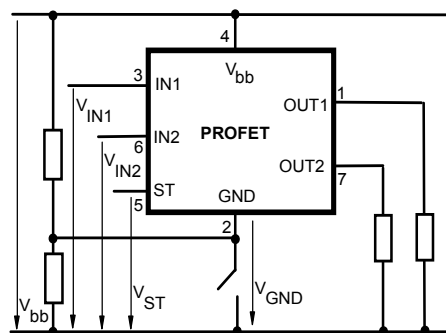 4
3
V bb
IN1
1
V IN1
OUT1
IN2
PROFET
6
V IN2
OUT2
ST
7
5
GND
2
V bb
V ST
V GND